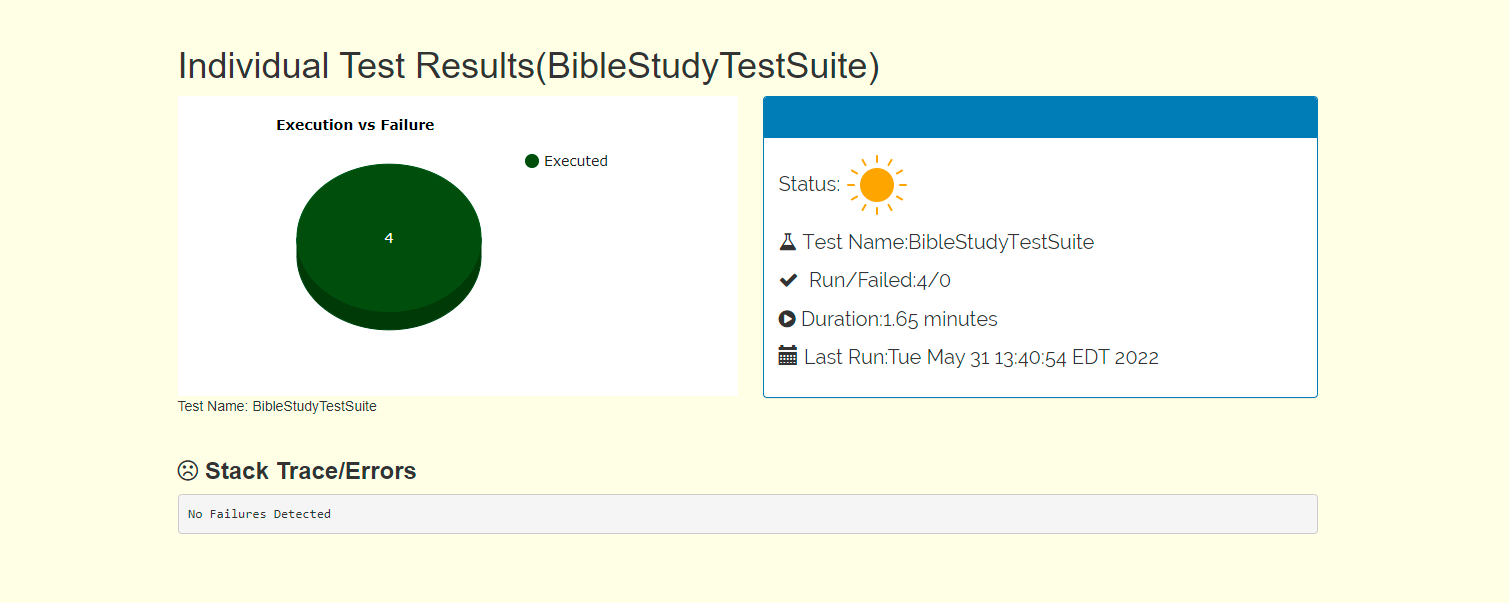 Individual Test Results(BibleStudyTestSuite)
Execution vs Failure
Executed
4
Test Name: BibleStudyTestSuite
Status:
Test Name:BibleStudyTestSuite
Run/Failed:4/0
Duration:1.65 minutes
Last Run:Tue May 31 13:40:54 EDT 2022
Stack Trace/Errors
No Failures Detected